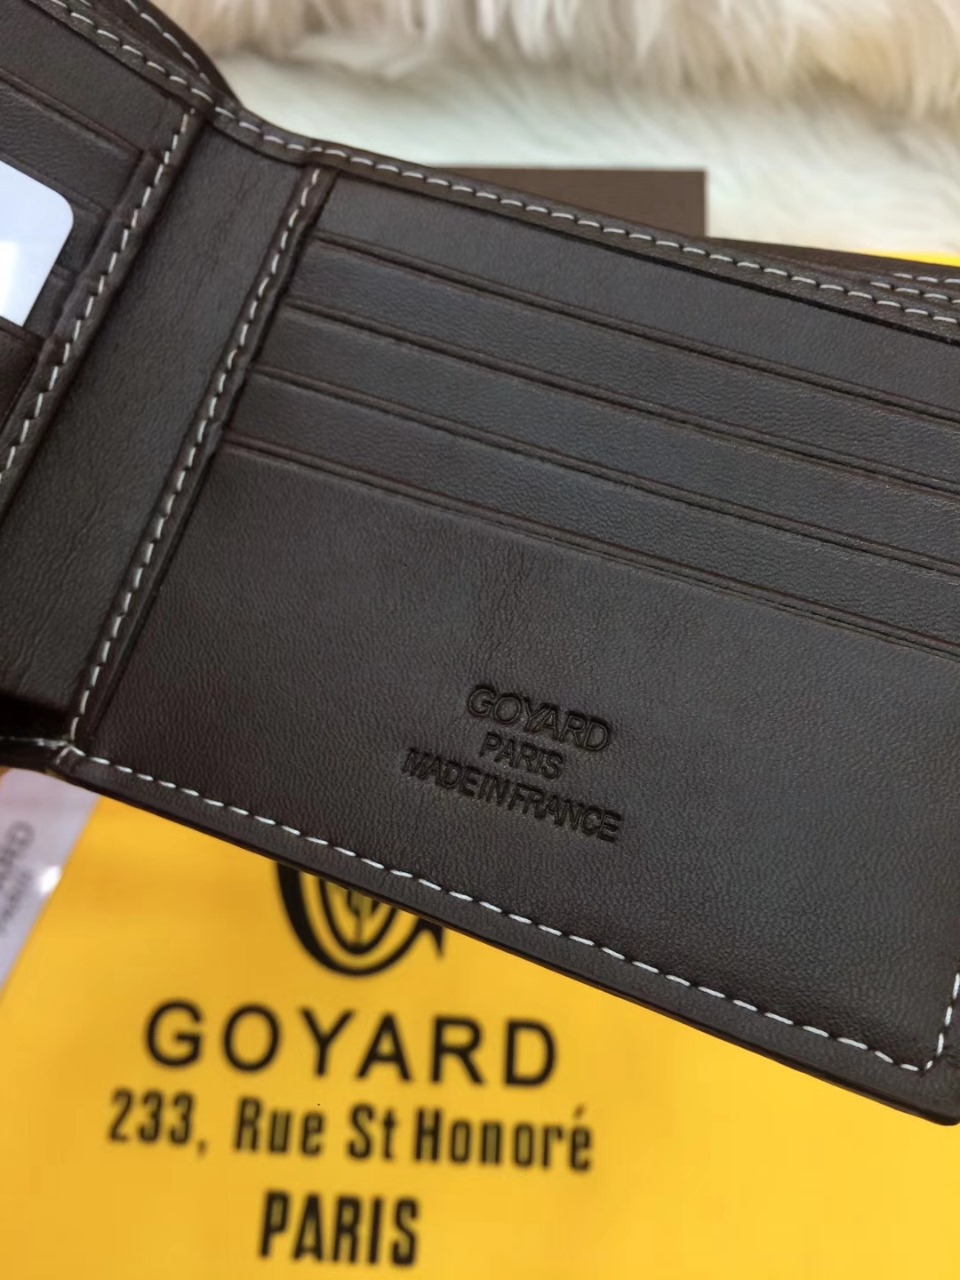 GOYARD
PARIS
MADE IN FRANCE
GOYARD
233, Rue St Honoré
PARIS